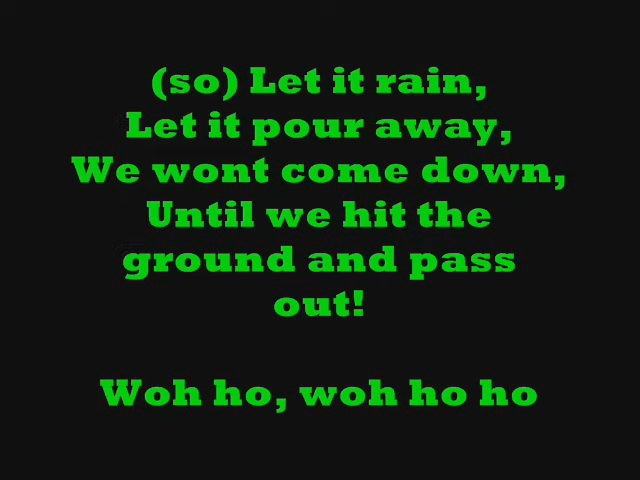 (so) Let it rain,
Let it pour away,
We wont come down,
Until we hit the
ground and pass
out!
Woh ho, woh ho ho